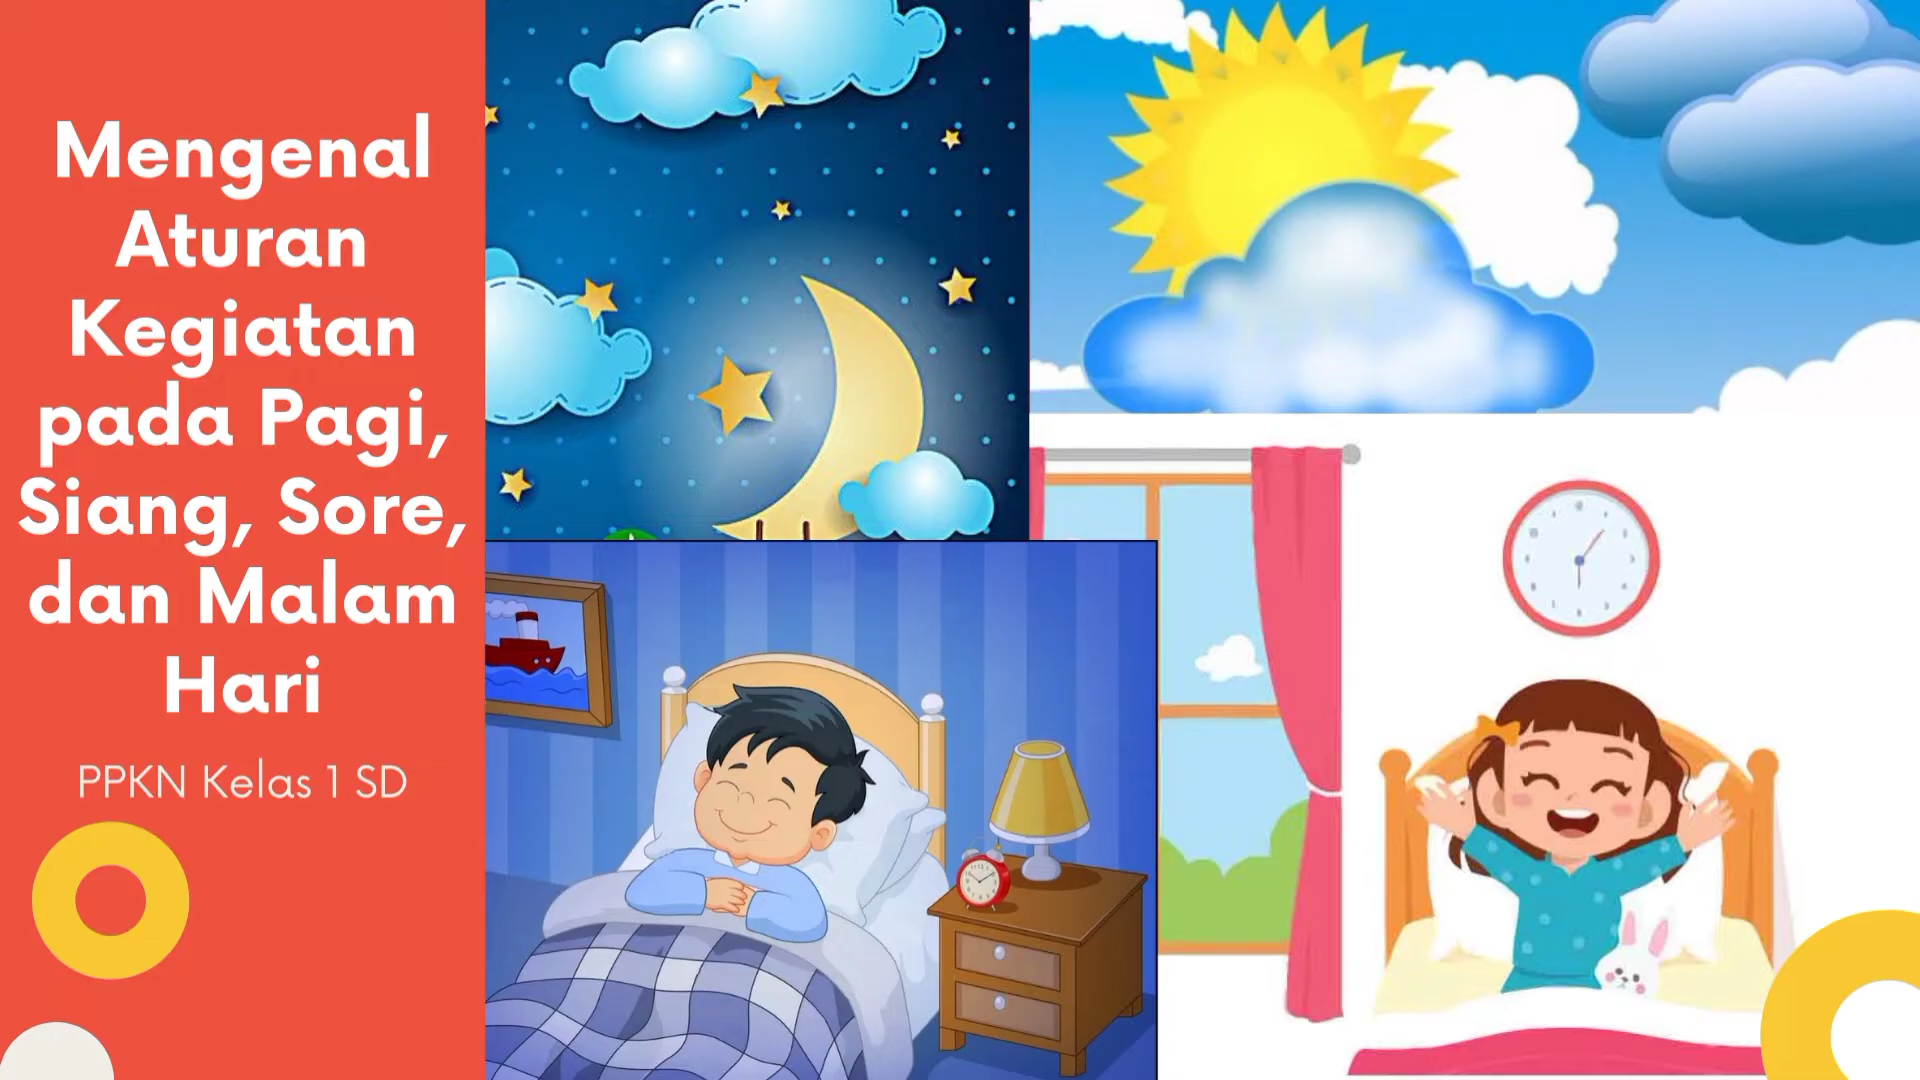 Mengenal
Aturan
Kegiatan
pada Pagi,
Siang, Sore,
dan Malam
Hari
PPKN Kelas 1 SD